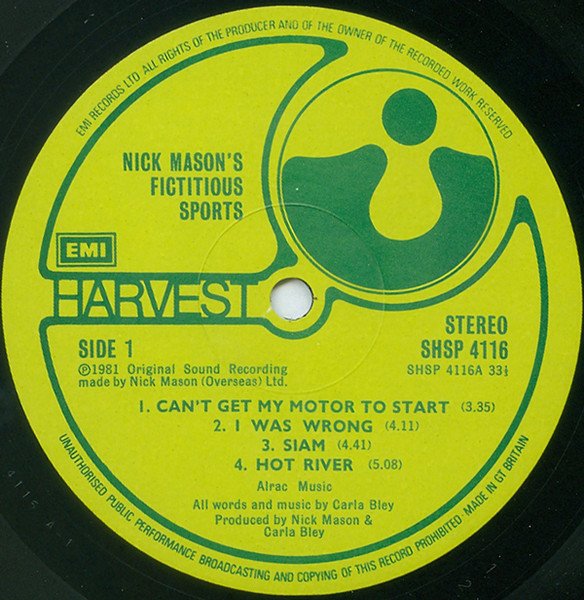 EMI RECORDS LTD ALL RIGHTS OF THE PRODUCER AND OF THE OWNER OF THE RECORDED WORK RESERVED
NICK MASON'S
FICTITIOUS
SPORTS
EMI
HARVEST
SIDE 1
℗1981 Original Sound Recording
made by Nick Mason (Overseas) Ltd.
STEREO
SHSP 4116
SHSP 4116A 33⅓
1. CAN'T GET MY MOTOR TO START (3.35)
2. I WAS WRONG (4.11)
3. SIAM (4.41)
4. HOT RIVER (5.08)
Alrac Music
All words and music by Carla Bley
Produced by Nick Mason &
Carla Bley
UNAUTHORISED PUBLIC PERFORMANCE BROADCASTING AND COPYING OF THIS RECORD PROHIBITED. MADE IN GT BRITAIN